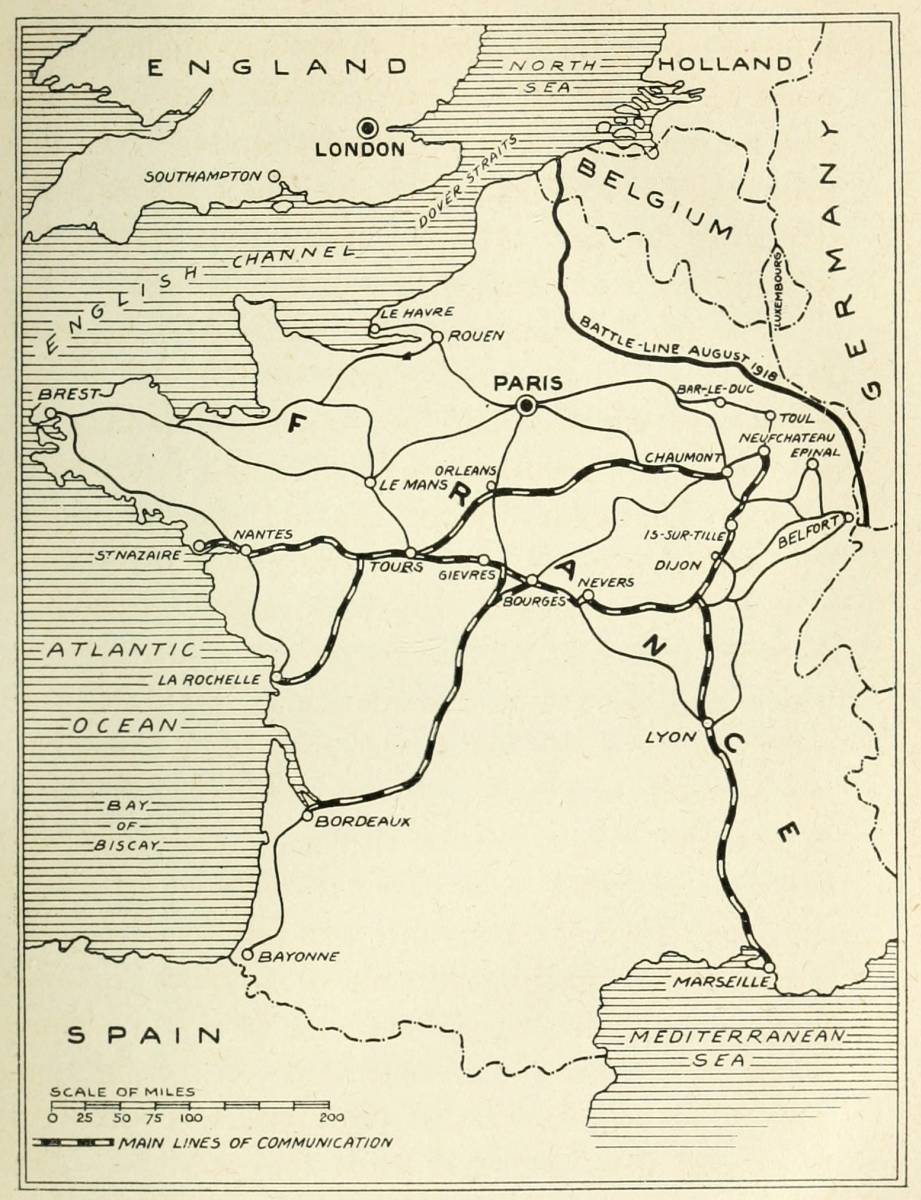 ENGLAND
NORTH
SEA
HOLLAND
LONDON
SOUTHAMPTON
DOVER STRAITS
BELGIUM
GERMANY
ENGLISH CHANNEL
LUXEMBOURG
LE HAVRE
ROUEN
BATTLE-LINE AUGUST 1918
BREST
PARIS
BAR-LE-DUC
TOUL
FRANCE
NEUFCHATEAU
EPINAL
CHAUMONT
ORLEANS
LE MANS
IS-SUR-TILLE
BELFORT
NANTES
ST NAZAIRE
TOURS
GIEVRES
DIJON
BOURGES
NEVERS
ATLANTIC
OCEAN
LA ROCHELLE
LYON
BAY
OF
BISCAY
BORDEAUX
BAYONNE
MARSEILLE
SPAIN
MEDITERRANEAN
SEA
SCALE OF MILES
0 25 50 75 100 200
MAIN LINES OF COMMUNICATION